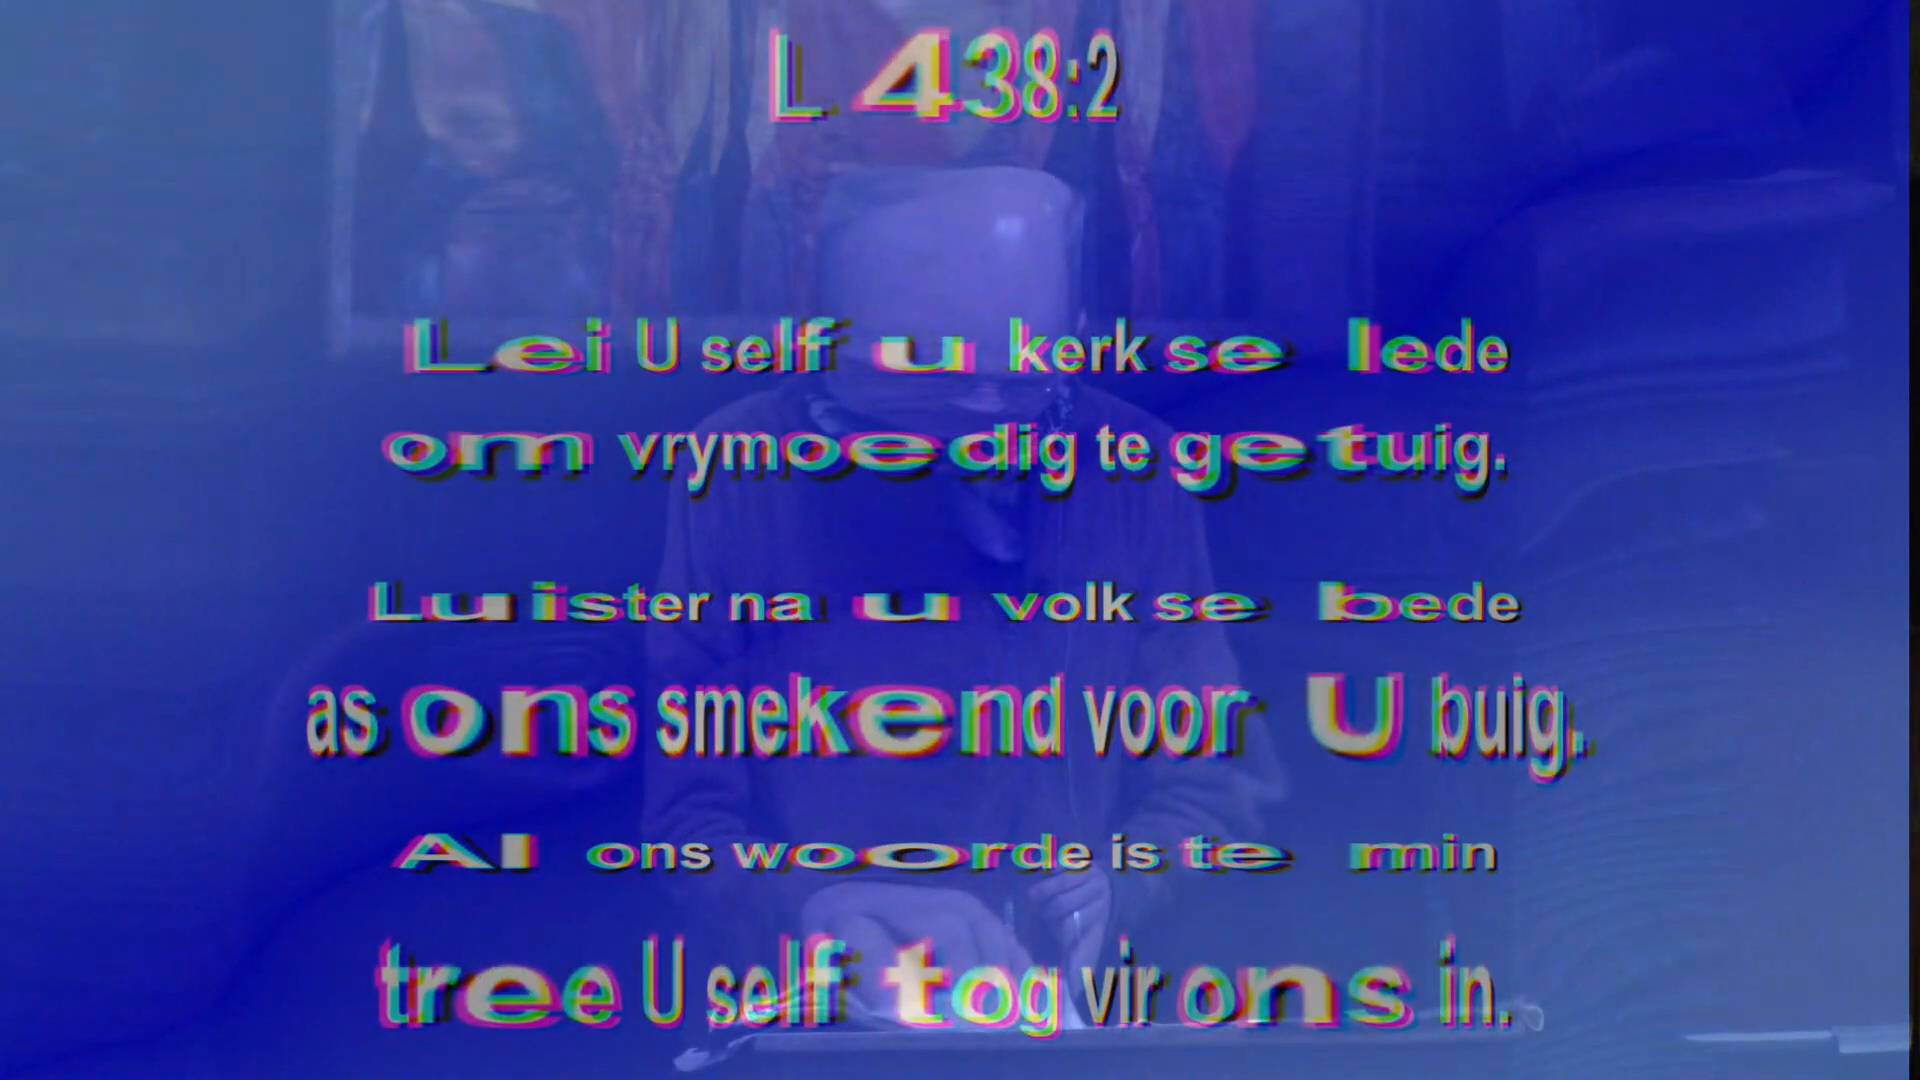 L 438:2
Lei U self u kerk se lede
om vrymoedig te getuig.
Luister na u volk se bede
as ons smekend voor U buig.
Al ons woorde is te min
tree U self tog vir ons in.